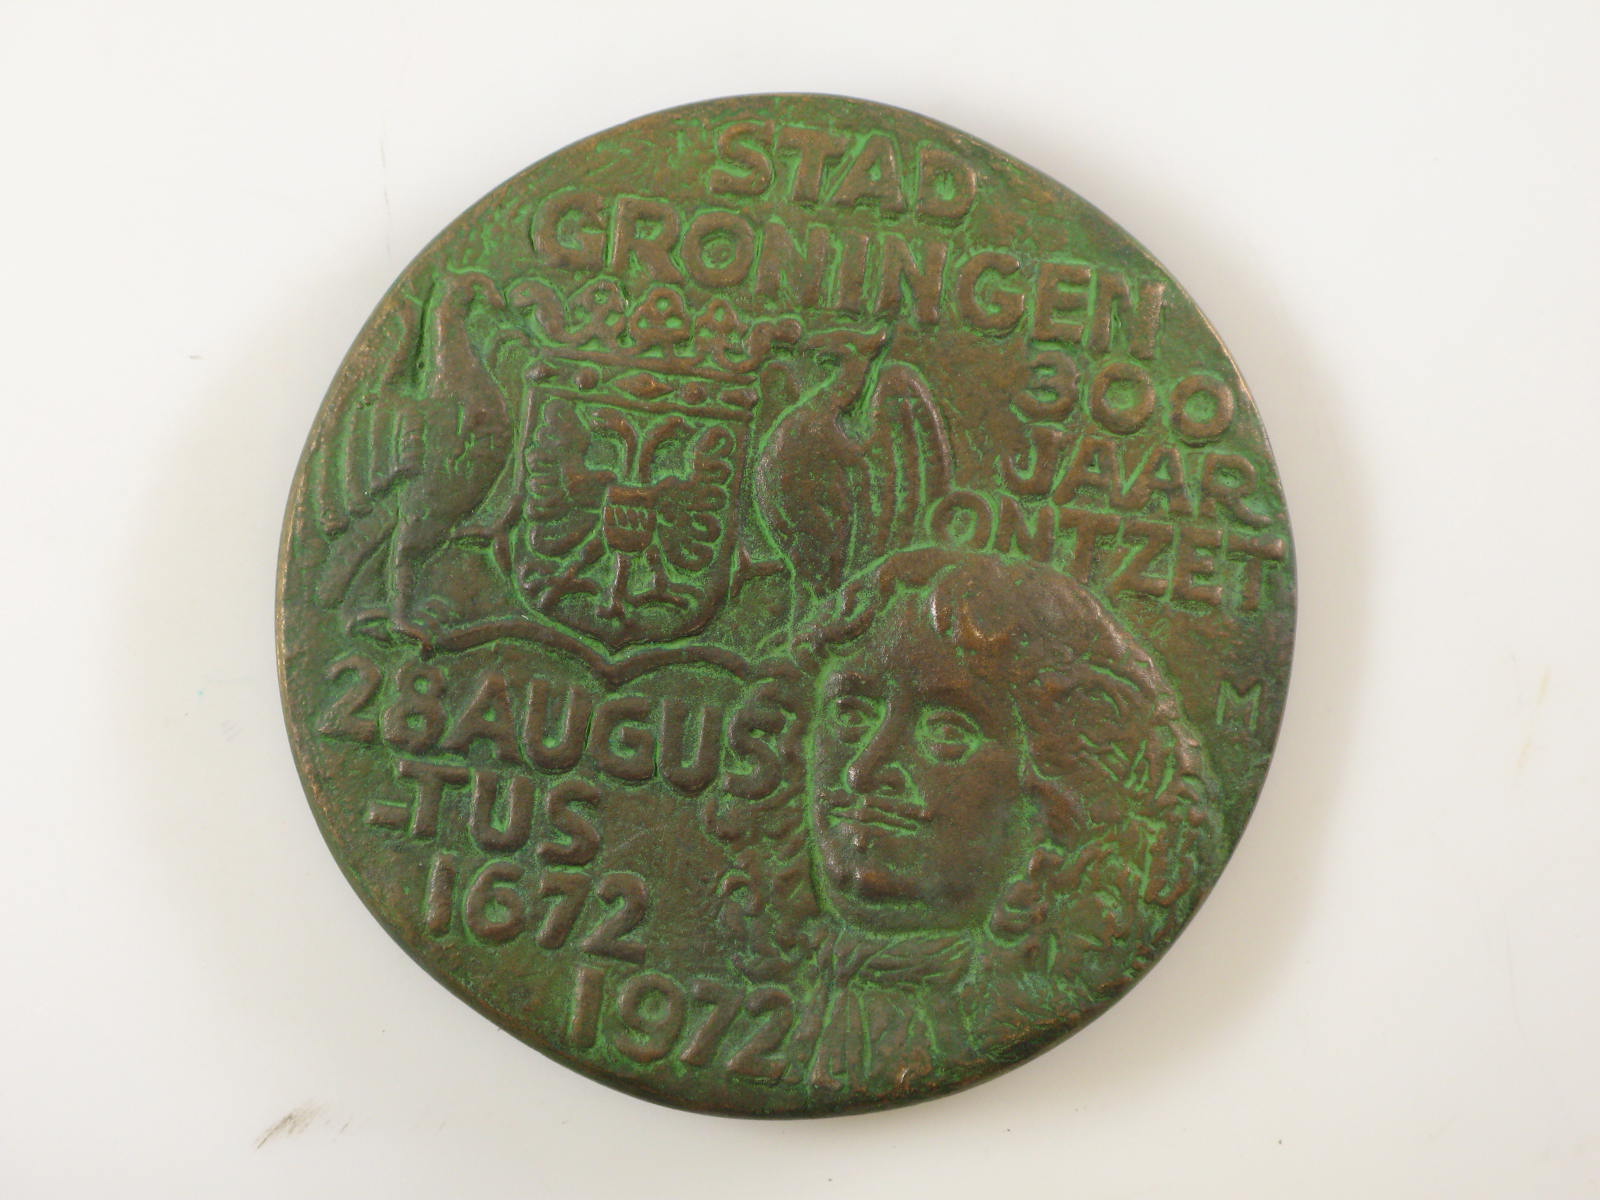 STAD
GRONINGEN
300
JAAR
ONTZET
M
28 AUGUS
-TUS
1672
1972